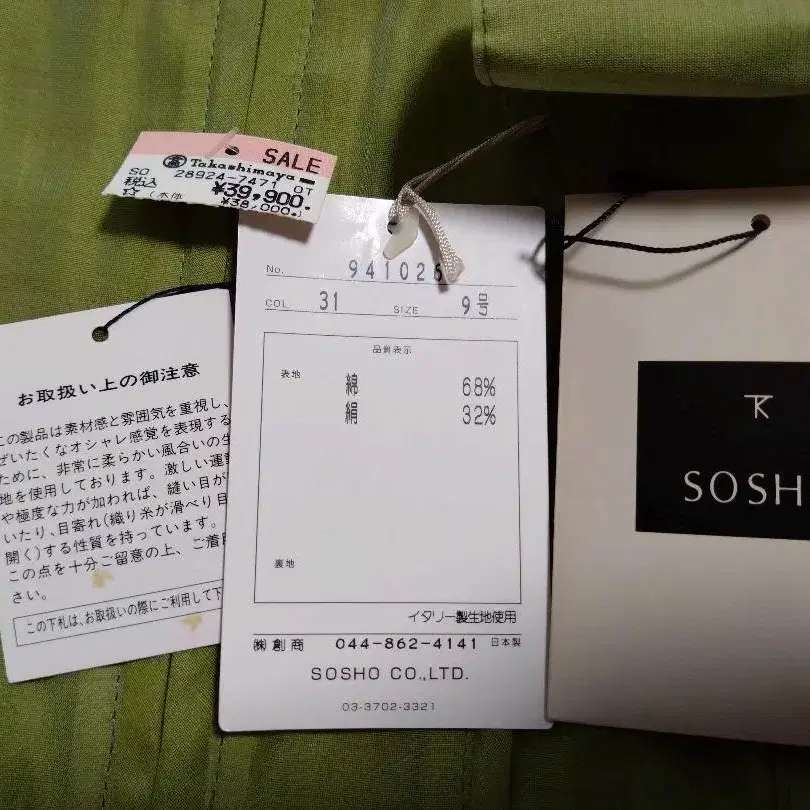 SALE
Takashimaya
SO 28924-7471 OT
税込 ¥39,900.
☆ (本体 ¥38,000.)
お取扱い上の御注意
この製品は素材感と雰囲気を重視し、
ぜいたくなオシャレ感覚を表現する
ために、非常に柔らかい風合いの生
地を使用しております。激しい運動
や極度な力が加われば、縫い目が
いたり、目寄れ(織り糸が滑べり目
開く)する性質を持っています。
この点を十分ご留意の上、ご着用
さい。
この下札は、お取扱いの際にご利用して下
No. 941026
COL. 31 SIZE 9号
品質表示
表地
綿 68%
絹 32%
裏地
イタリー製生地使用
㈱創商 044-862-4141 日本製
SOSHO CO.,LTD.
03-3702-3321
SOSH